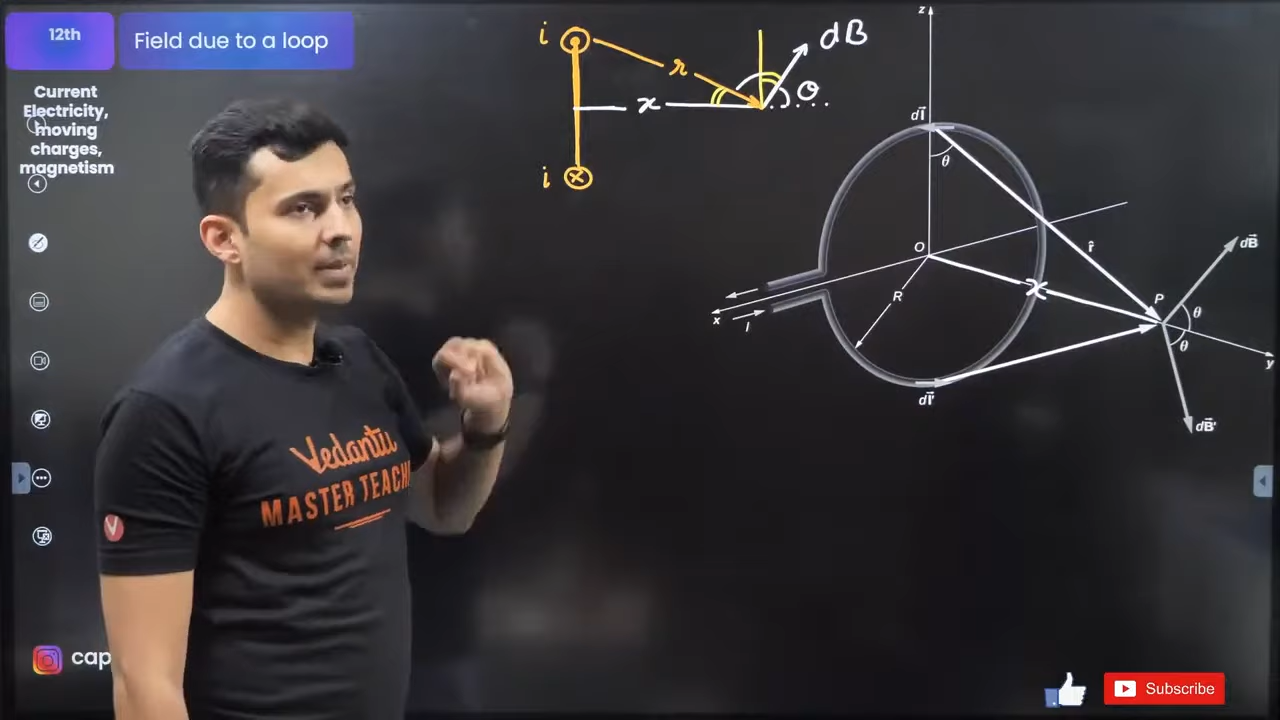 12th
Field due to a loop
Current
Electricity,
moving
charges,
magnetism
i
r
dB
x
θ
i
z
dl⃗
θ
O
r̂
x
R
P
dB⃗
θ
θ
x
I
y
dl⃗'
dB⃗'
Vedantu
MASTER TEACH
V
cap
Subscribe